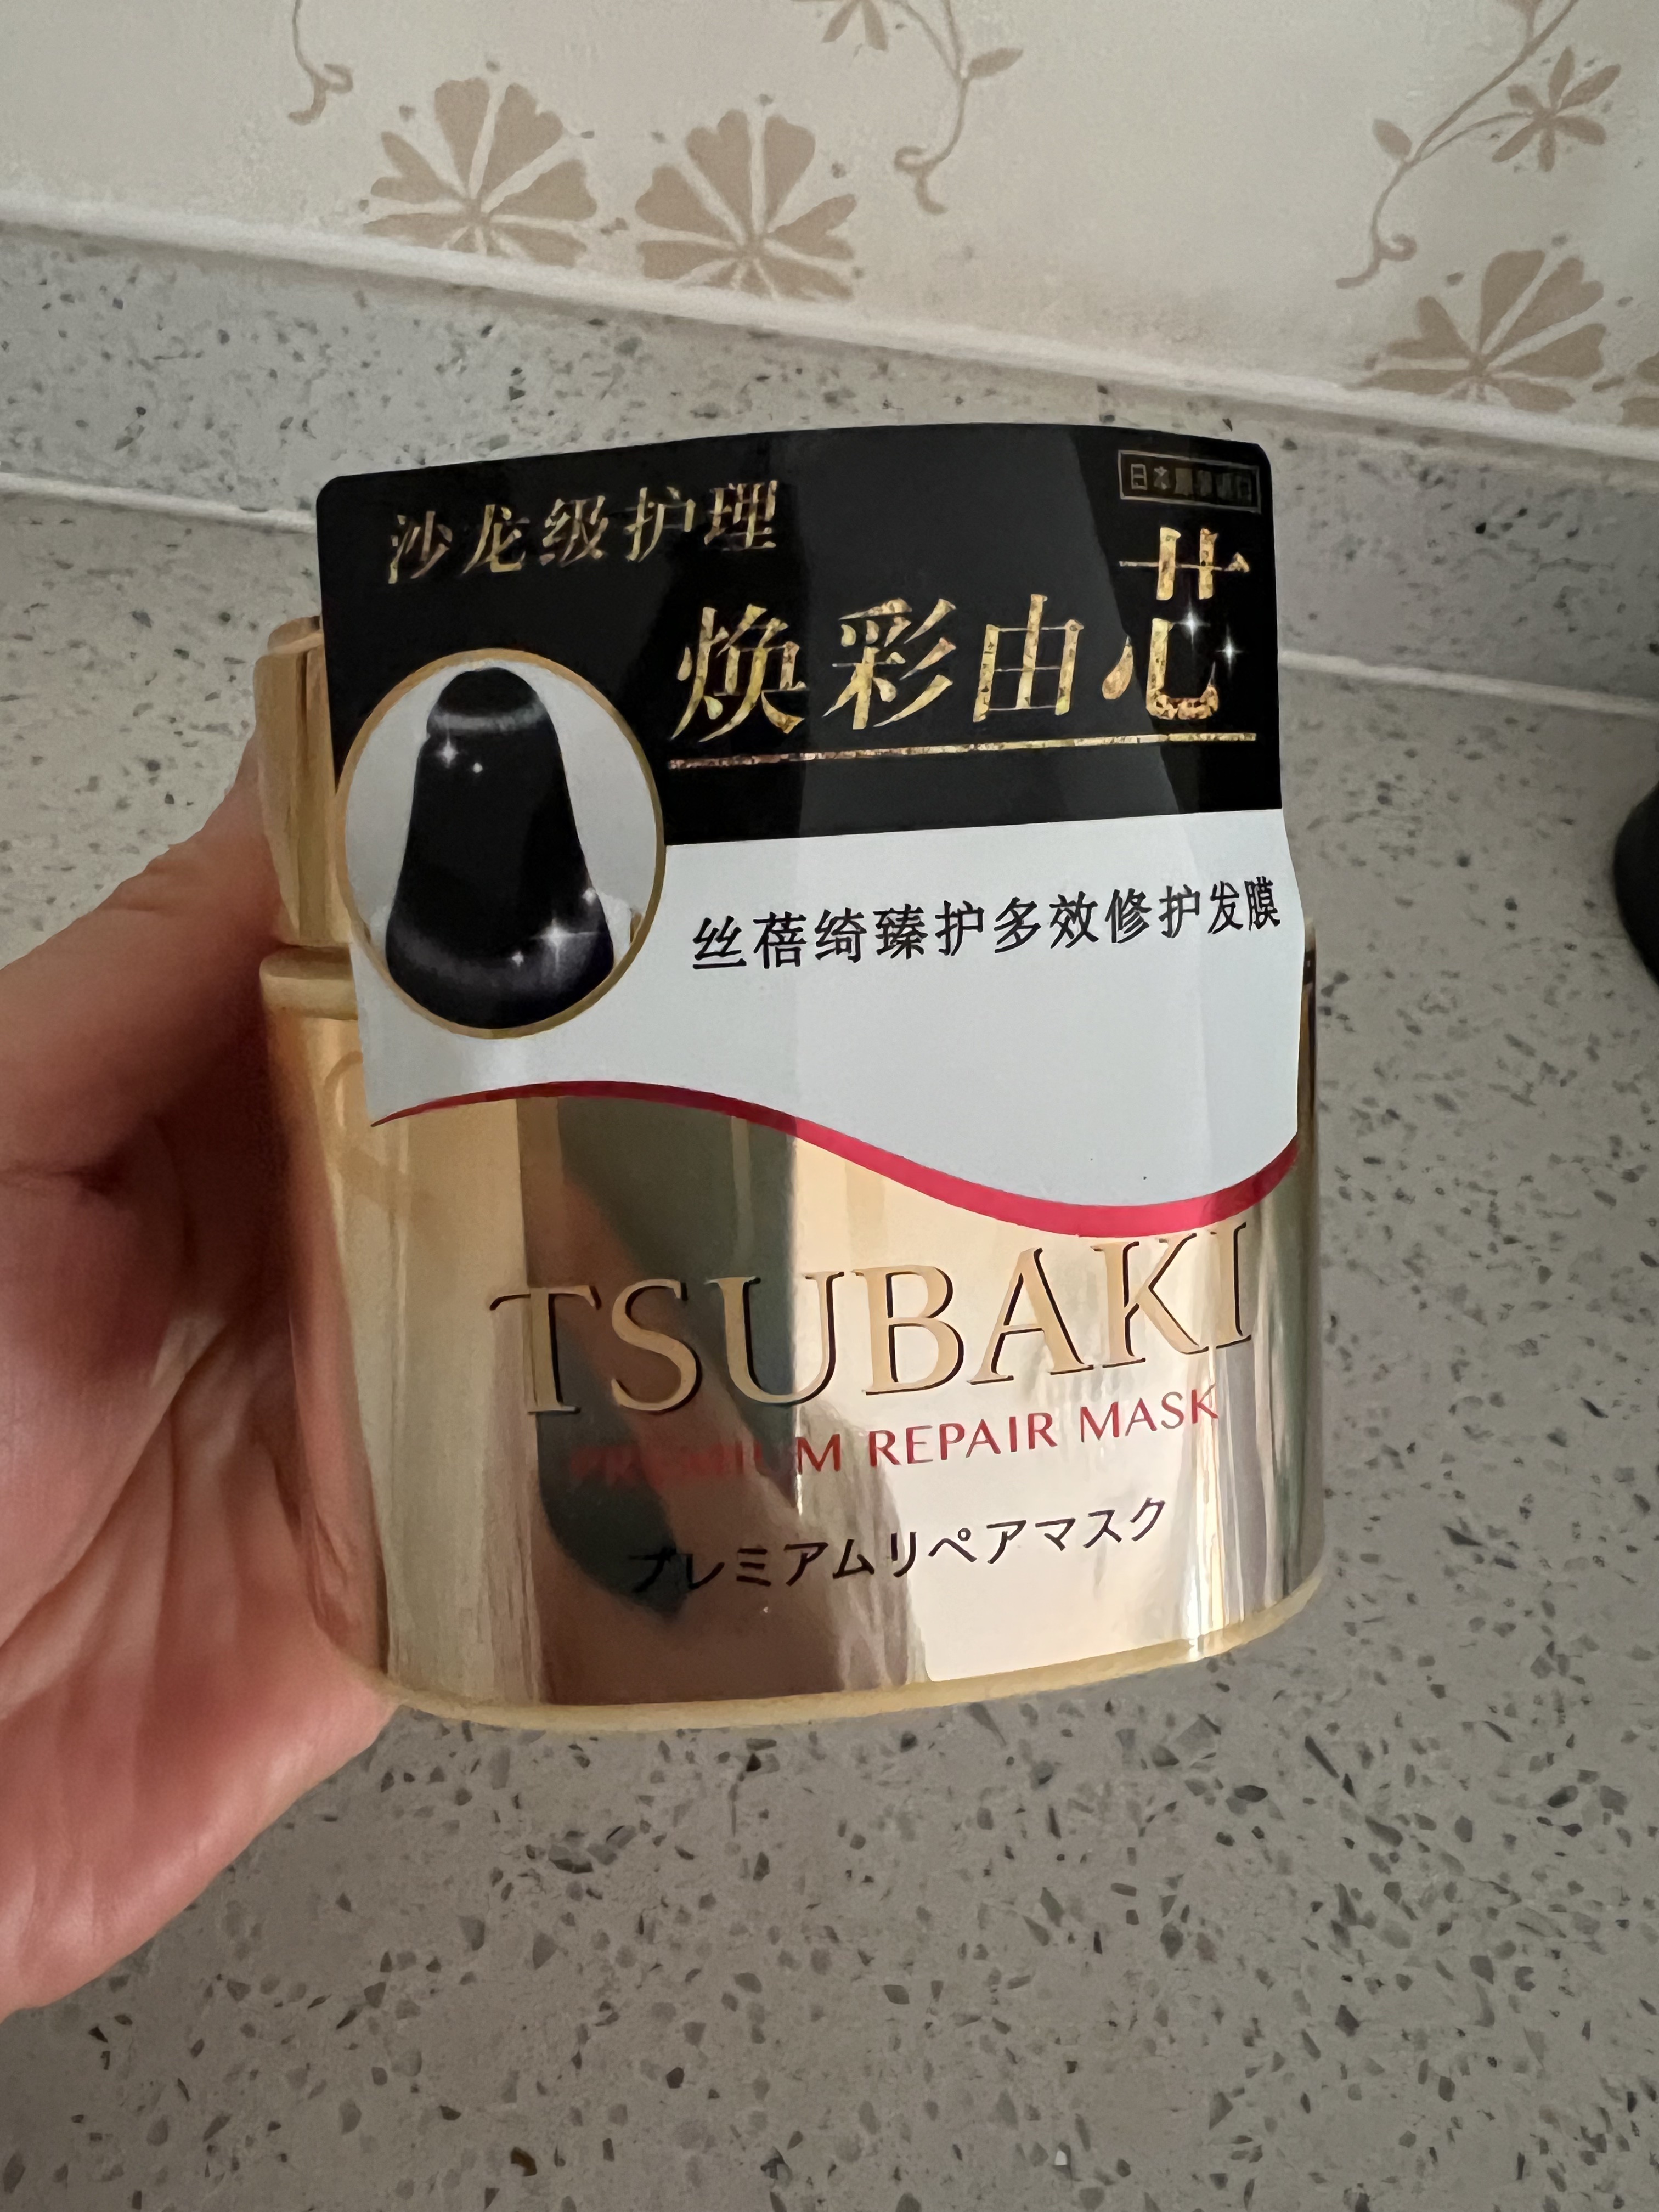 日本原装进口
沙龙级护理
焕彩由芯
丝蓓绮臻护多效修护发膜
TSUBAKI
PREMIUM REPAIR MASK
プレミアムリペアマスク